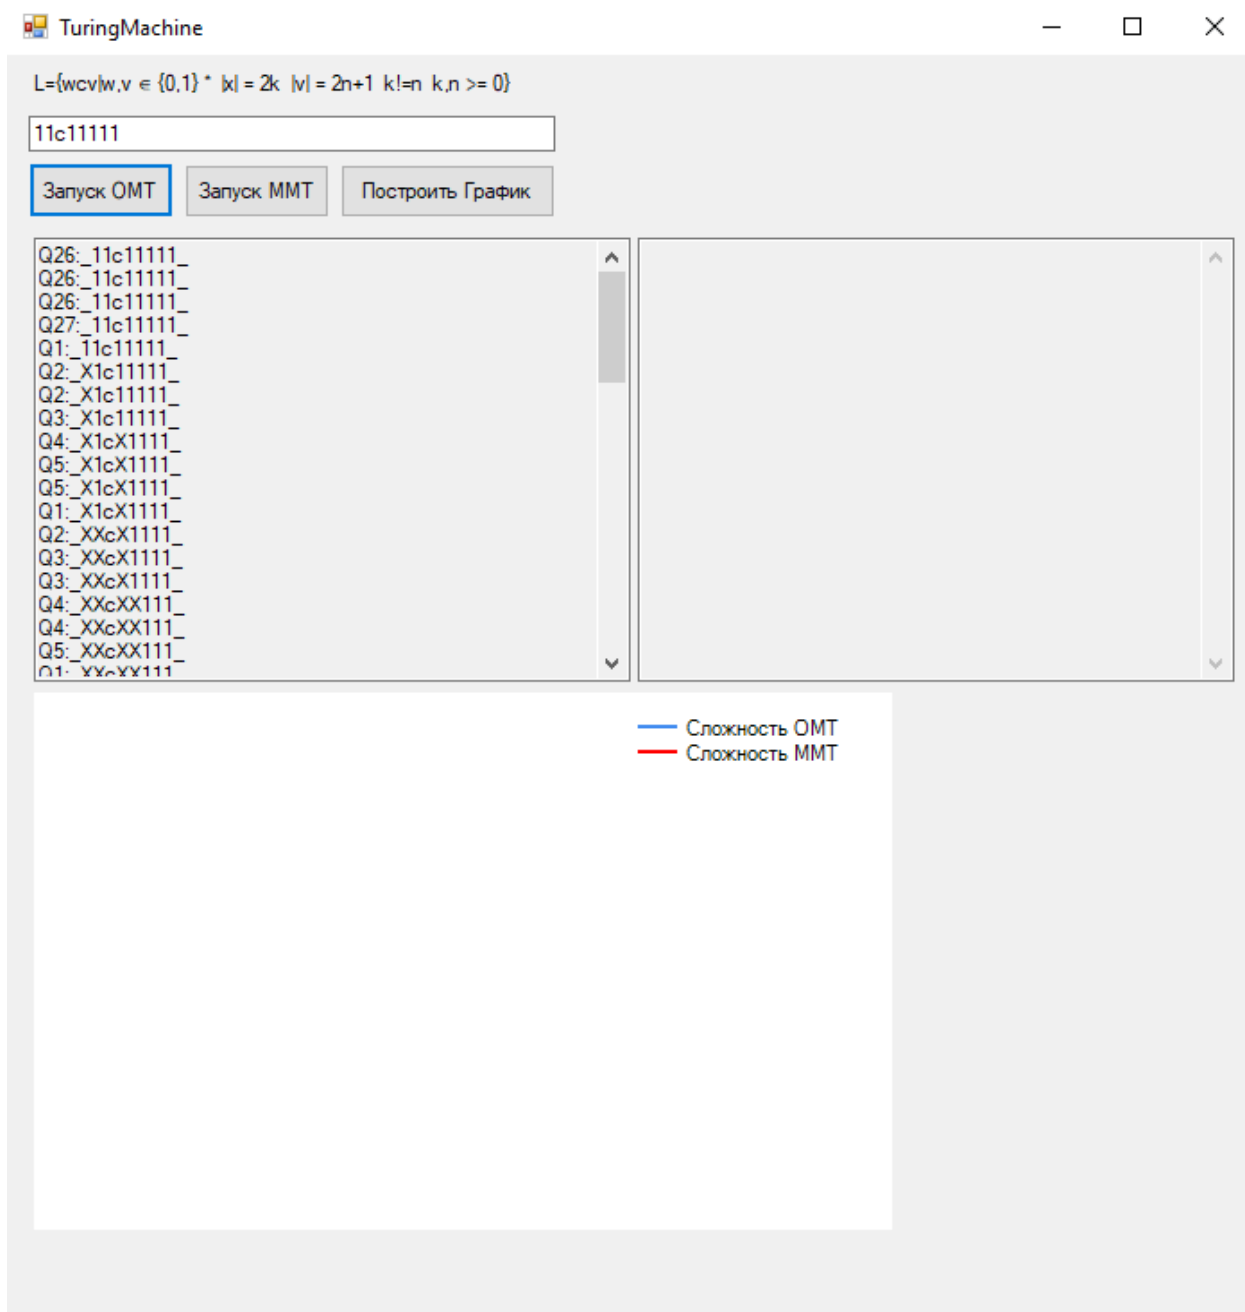 TuringMachine
L={wcv|w,v ∈ {0,1} * |x| = 2k |v| = 2n+1 k!=n k,n >= 0}
11c11111
Запуск ОМТ Запуск ММТ Построить График
Q26:_11c11111_
Q26:_11c11111_
Q26:_11c11111_
Q27:_11c11111_
Q1:_11c11111_
Q2:_X1c11111_
Q2:_X1c11111_
Q3:_X1c11111_
Q4:_X1cX1111_
Q5:_X1cX1111_
Q5:_X1cX1111_
Q1:_X1cX1111_
Q2:_XXcX1111_
Q3:_XXcX1111_
Q3:_XXcX1111_
Q4:_XXcXX111_
Q4:_XXcXX111_
Q5:_XXcXX111_
Q1:_XXcXX111_
Сложность ОМТ
Сложность ММТ